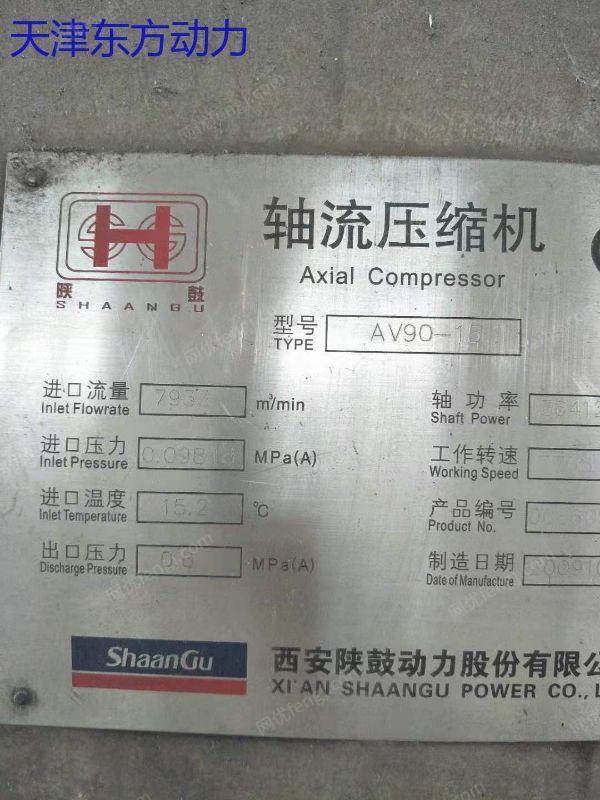 天津东方动力
轴流压缩机
Axial Compressor
陕 鼓
SHAANGU
型号
TYPE
AV90-15
进口流量
Inlet Flowrate
m³/min
轴功率
Shaft Power
进口压力
Inlet Pressure
MPa(A)
工作转速
Working Speed
进口温度
Inlet Temperature
15.2
℃
产品编号
Product No.
出口压力
Discharge Pressure
0.6
MPa(A)
制造日期
Date of Manufacture
ShaanGu
西安陕鼓动力股份有限
XI'AN SHAANGU POWER CO.,